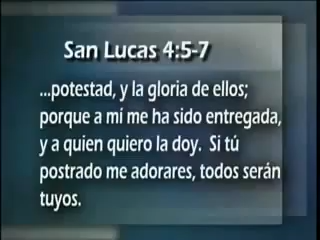 San Lucas 4:5-7
...potestad, y la gloria de ellos;
porque a mí me ha sido entregada,
y a quien quiero la doy. Si tú
postrado me adorares, todos serán
tuyos.